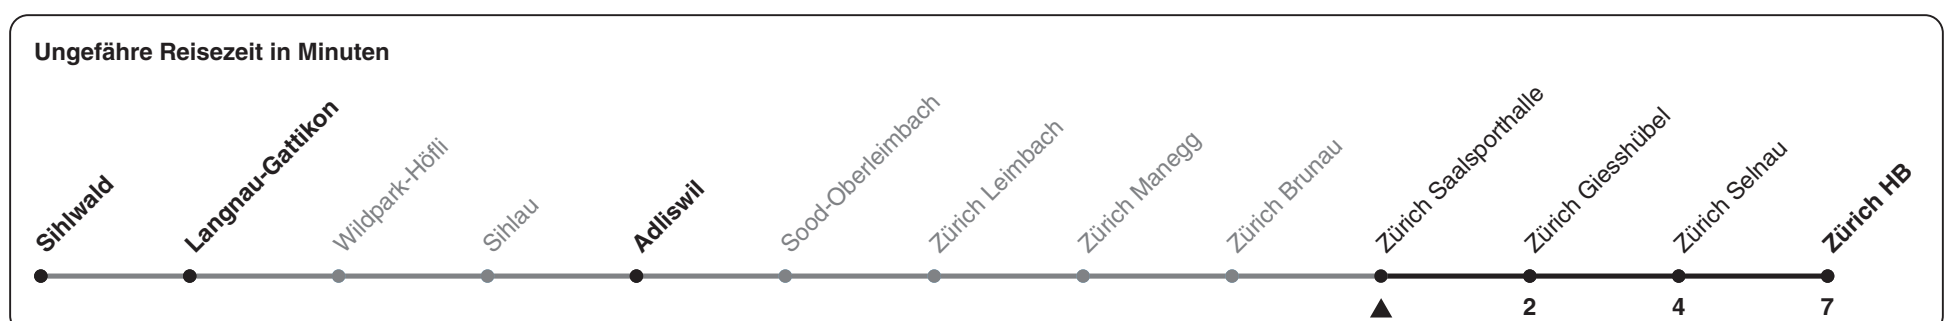 Ungefähre Reisezeit in Minuten
Sihlwald
Langnau-Gattikon
Wildpark-Höfli
Sihlau
Adliswil
Sood-Oberleimbach
Zürich Leimbach
Zürich Manegg
Zürich Brunau
Zürich Saalsporthalle
Zürich Giesshübel
Zürich Selnau
Zürich HB
2 4 7